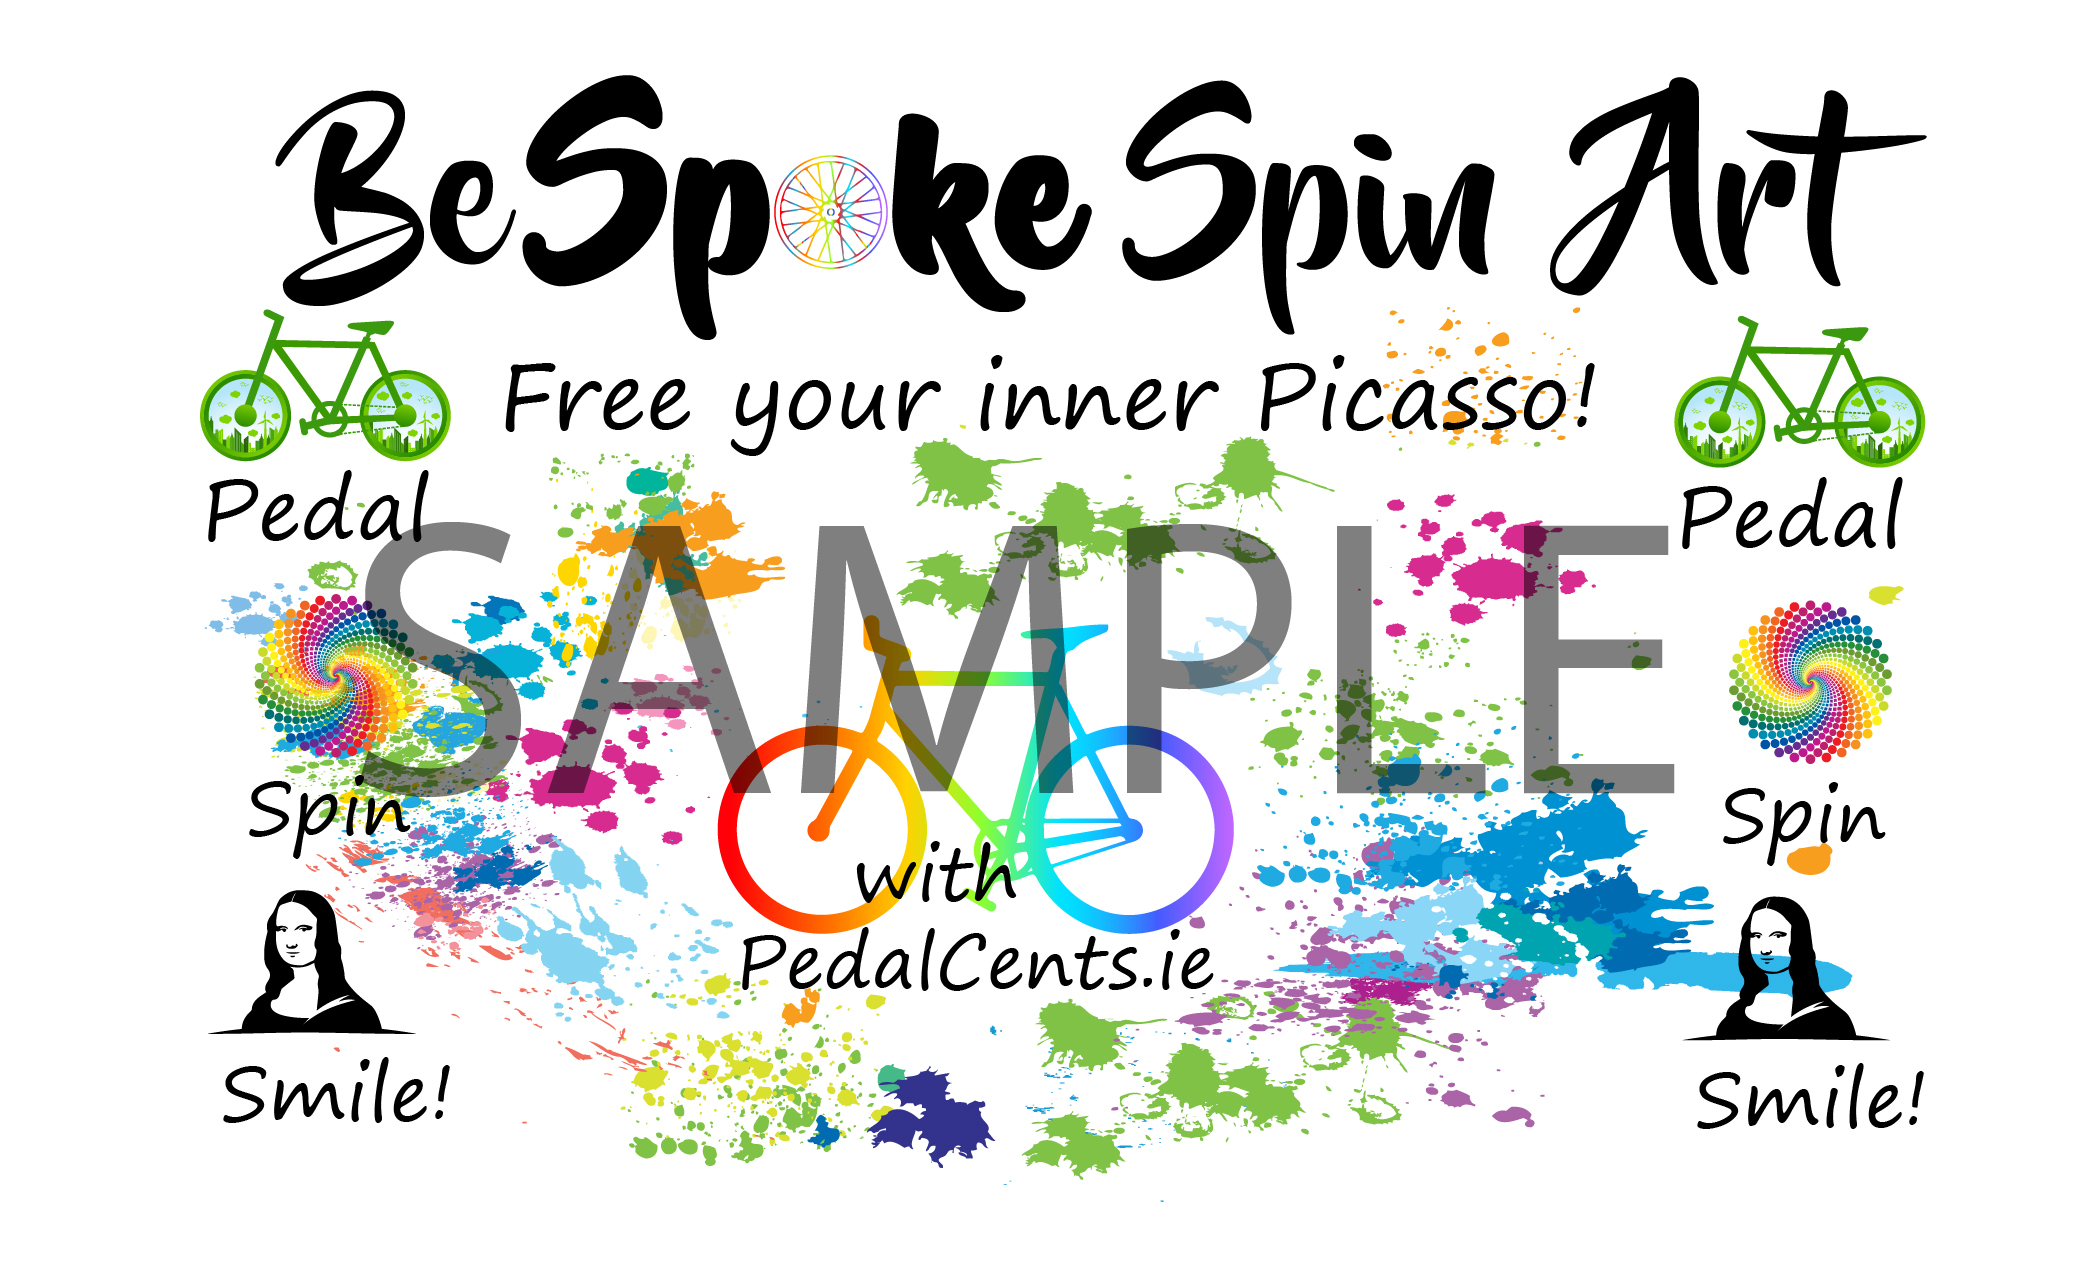 BeSpoke Spin Art
Free your inner Picasso!
Pedal
Pedal
SAMPLE
Spin
Spin
with
PedalCents.ie
Smile!
Smile!